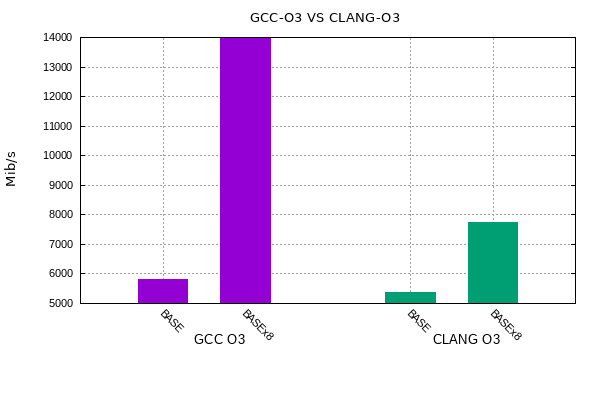 GCC-O3 VS CLANG-O3
14000
13000
12000
11000
10000
9000
8000
7000
6000
5000
Mib/s
BASE
BASEx8
BASE
BASEx8
GCC O3
CLANG O3